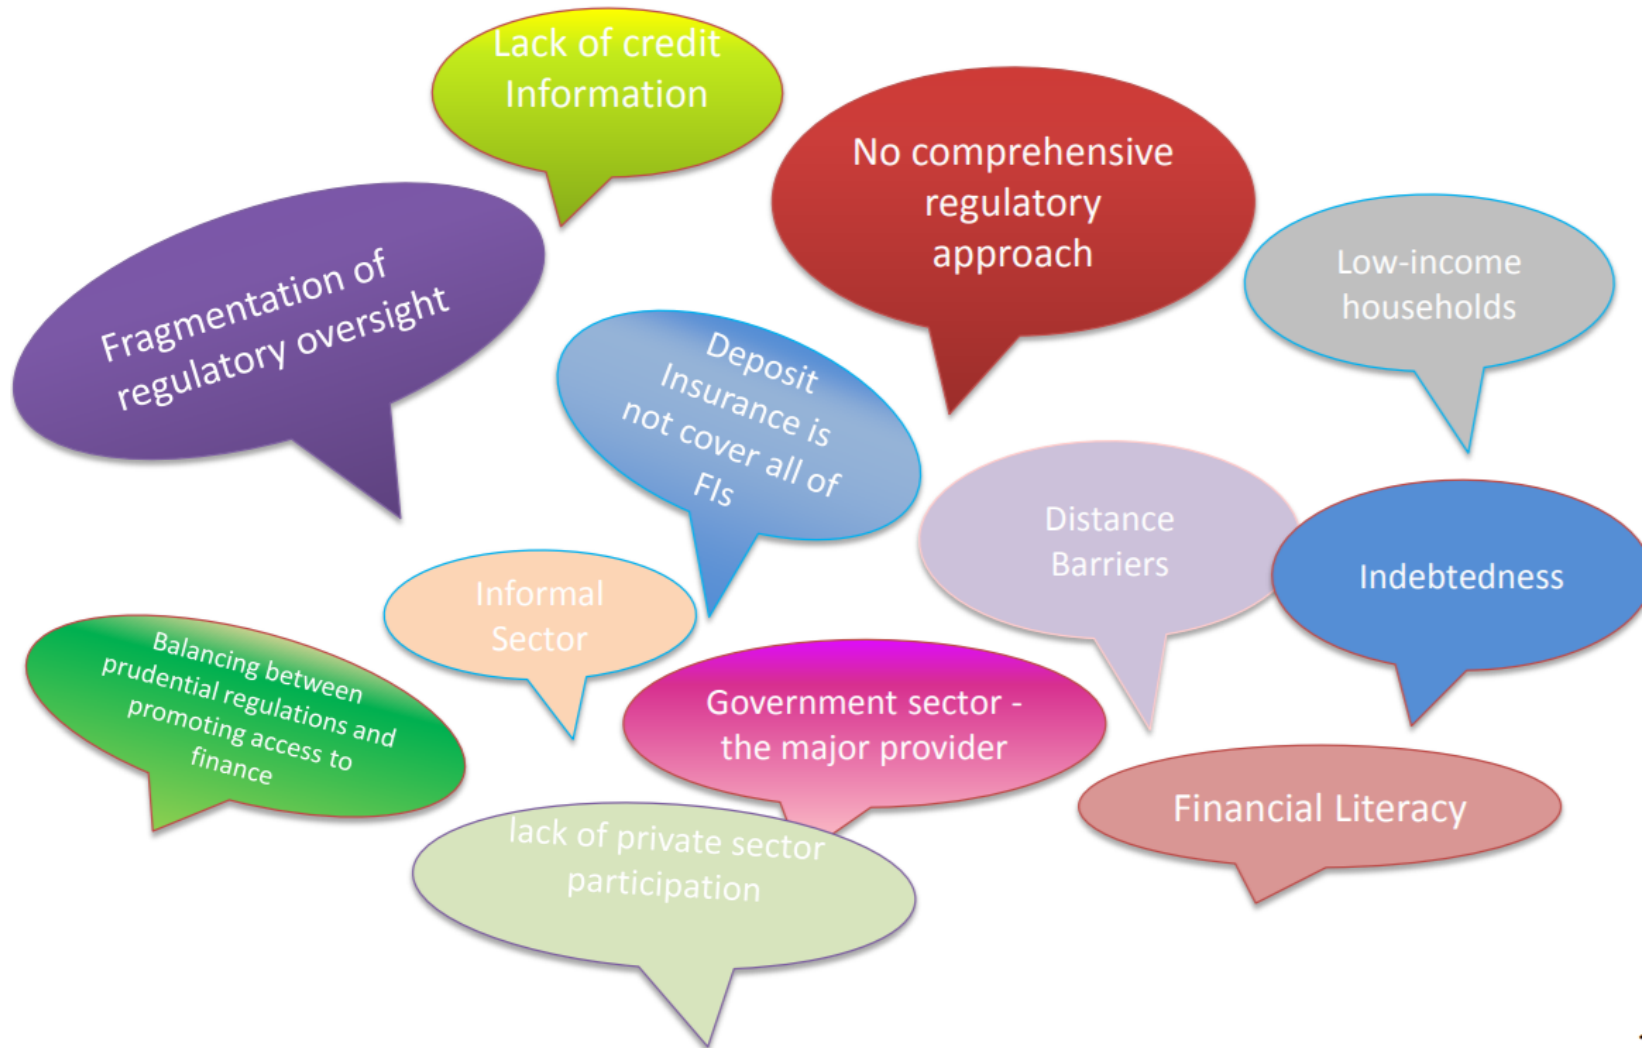 Lack of credit
Information
No comprehensive
regulatory
approach
Fragmentation of
regulatory oversight
Low-income
households
Deposit
Insurance is
not cover all of
FIs
Distance
Barriers
Indebtedness
Informal
Sector
Balancing between
prudential regulations and
promoting access to
finance
Government sector -
the major provider
Financial Literacy
lack of private sector
participation